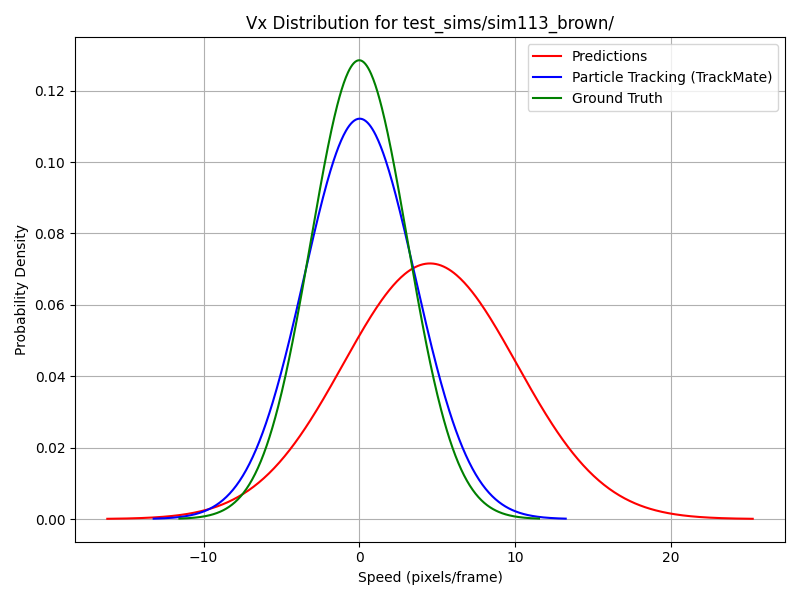 Vx Distribution for test_sims/sim113_brown/
Predictions
Particle Tracking (TrackMate)
Ground Truth
Probability Density
0.12
0.10
0.08
0.06
0.04
0.02
0.00
−10
0
10
20
Speed (pixels/frame)